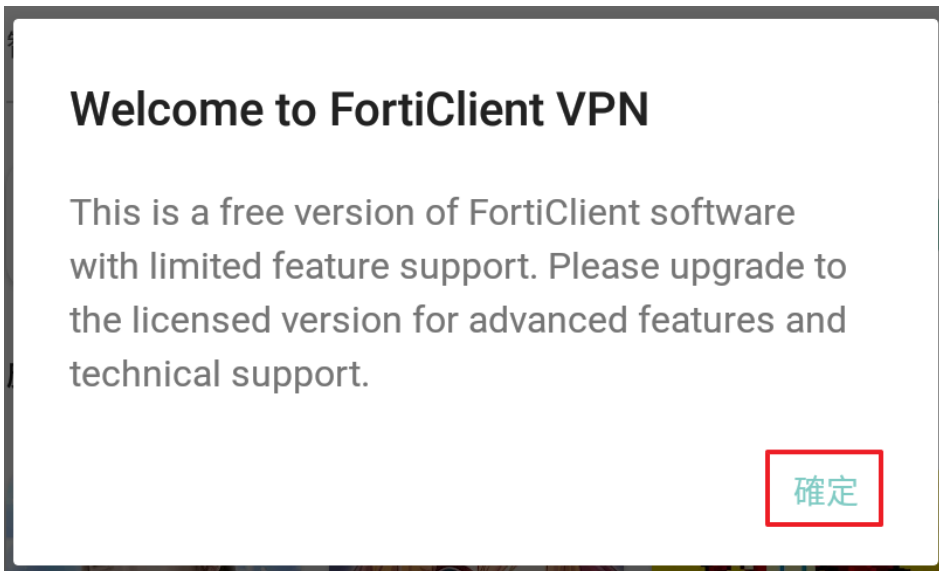 Welcome to FortiClient VPN
This is a free version of FortiClient software
with limited feature support. Please upgrade to
the licensed version for advanced features and
technical support.
確定